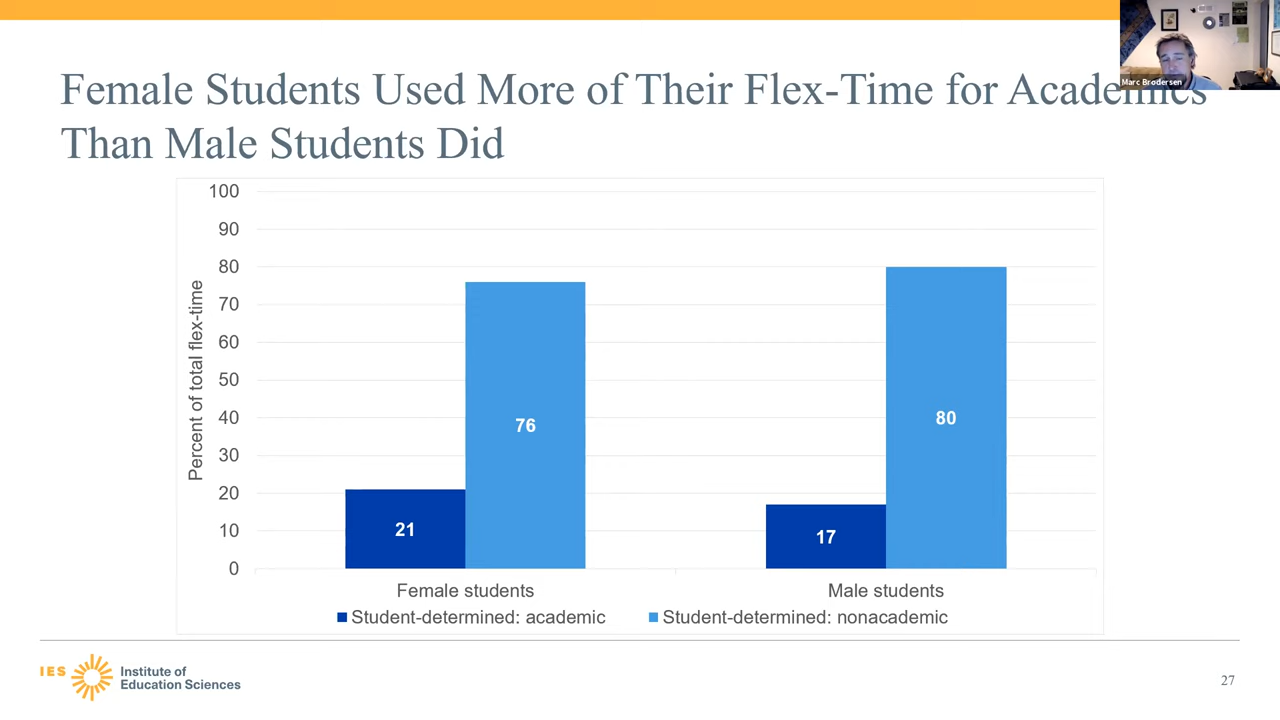 Marc Brodersen
Female Students Used More of Their Flex-Time for Academics
Than Male Students Did
Percent of total flex-time
100
90
80
70
60
50
40
30
20
10
0
21
76
17
80
Female students
Male students
Student-determined: academic
Student-determined: nonacademic
IES
Institute of
Education Sciences
27